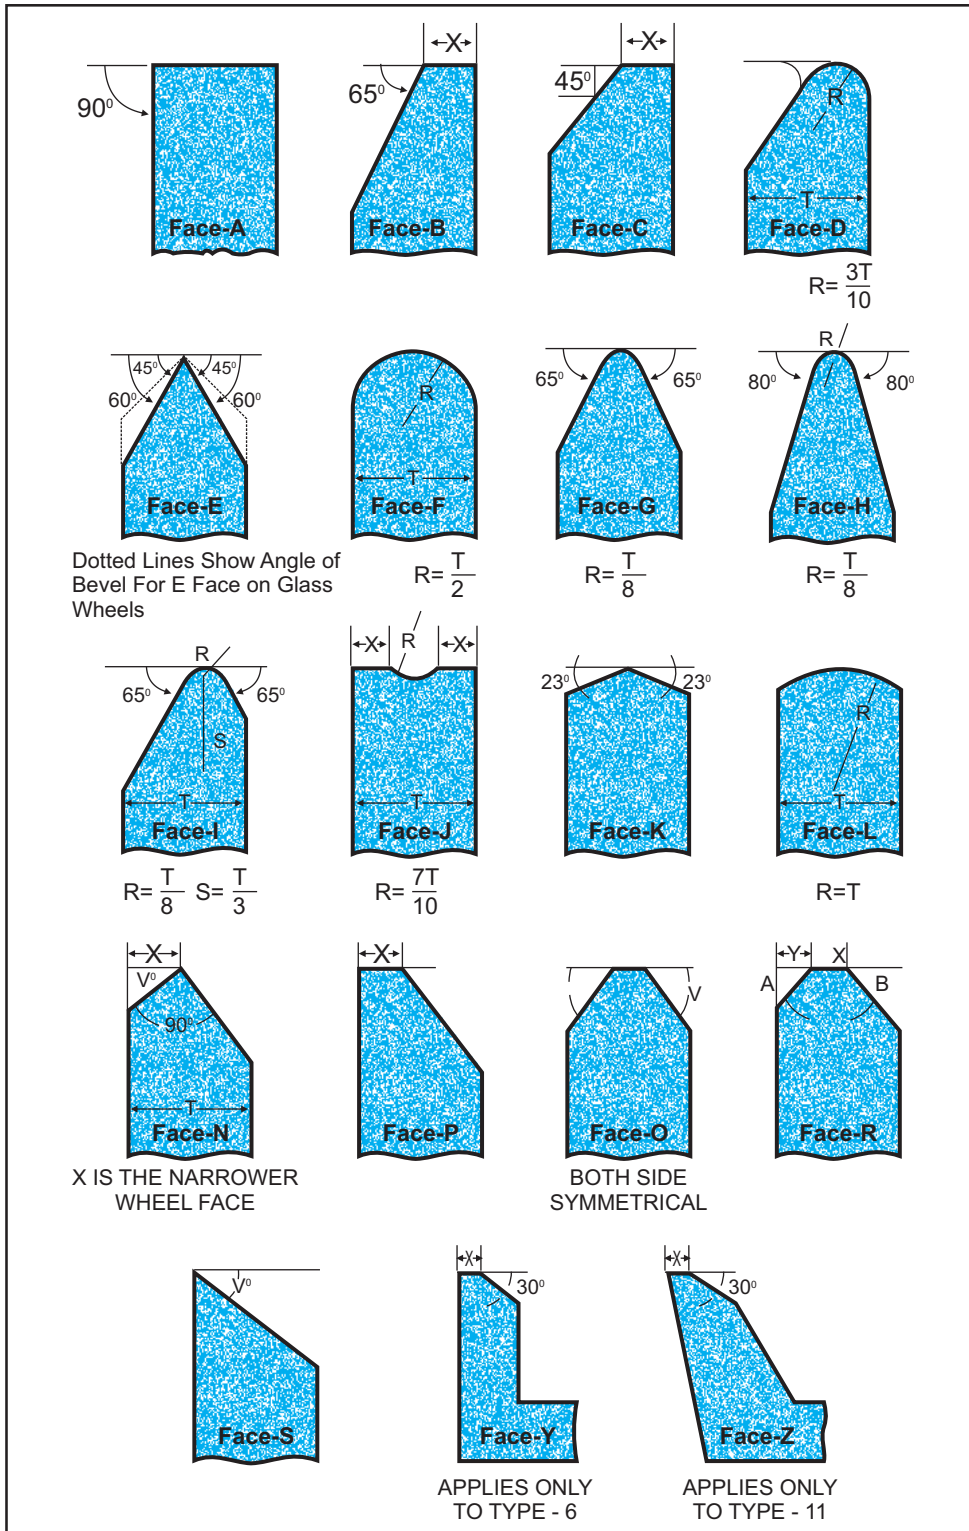 X
X
90⁰
65⁰
45⁰
R
T
Face-A
Face-B
Face-C
Face-D
R= 3T
10
45⁰
45⁰
60⁰
60⁰
R
T
65⁰
65⁰
R
80⁰
80⁰
Face-E
Face-F
Face-G
Face-H
Dotted Lines Show Angle of
Bevel For E Face on Glass
Wheels
R= T
2
R= T
8
R= T
8
R
65⁰
65⁰
S
T
X
R
X
T
23⁰
23⁰
R
T
Face-I
Face-J
Face-K
Face-L
R= T
8
S= T
3
R= 7T
10
R=T
X
V⁰
90⁰
T
X
V
Y
X
A
B
Face-N
Face-P
Face-O
Face-R
X IS THE NARROWER
WHEEL FACE
BOTH SIDE
SYMMETRICAL
V⁰
X
30⁰
X
30⁰
Face-S
Face-Y
Face-Z
APPLIES ONLY
TO TYPE - 6
APPLIES ONLY
TO TYPE - 11